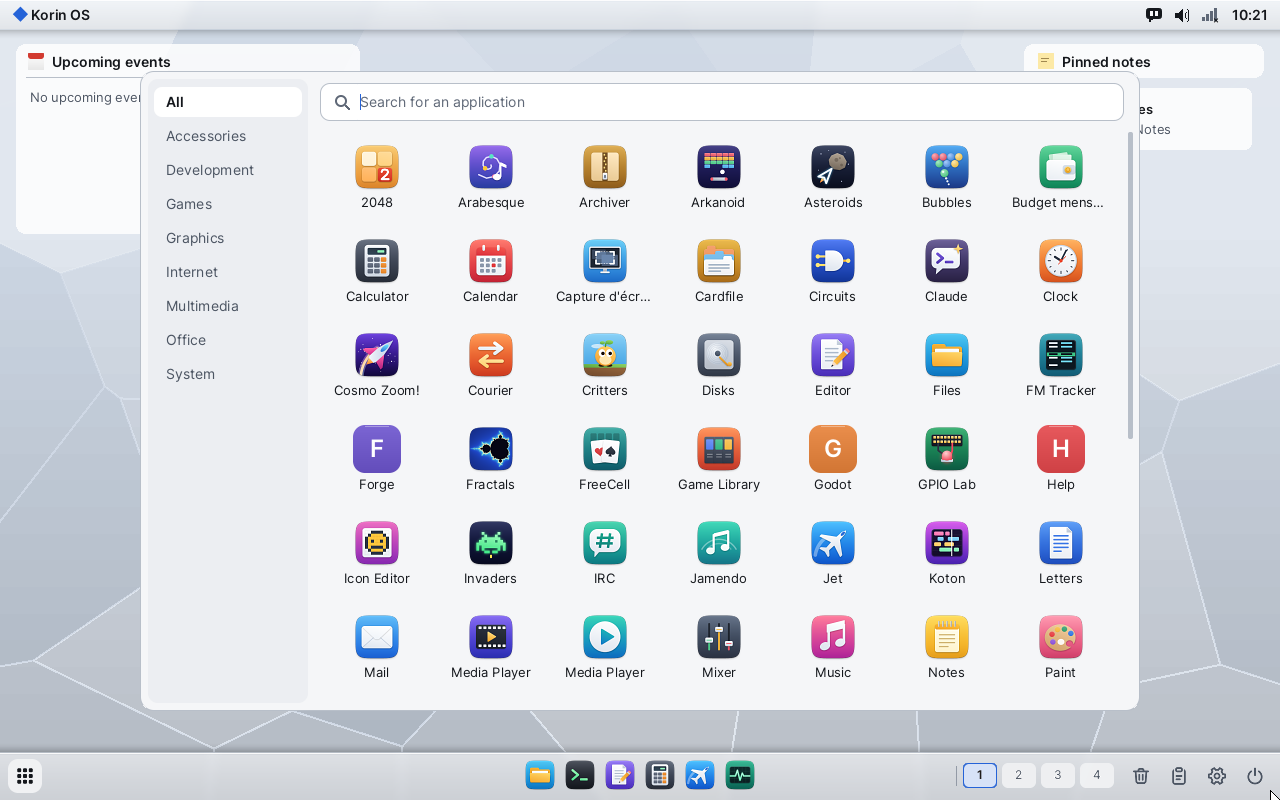 Korin OS
10:21
Upcoming events
No upcoming ever
Pinned notes
es
Notes
All
Accessories
Development
Games
Graphics
Internet
Multimedia
Office
System
Search for an application
2048
Arabesque
Archiver
Arkanoid
Asteroids
Bubbles
Budget mens...
Calculator
Calendar
Capture d'écr...
Cardfile
Circuits
Claude
Clock
Cosmo Zoom!
Courier
Critters
Disks
Editor
Files
FM Tracker
F
Forge
Fractals
FreeCell
Game Library
G
Godot
GPIO Lab
H
Help
Icon Editor
Invaders
#
IRC
Jamendo
Jet
Koton
Letters
Mail
Media Player
Media Player
Mixer
Music
Notes
Paint
1
2
3
4